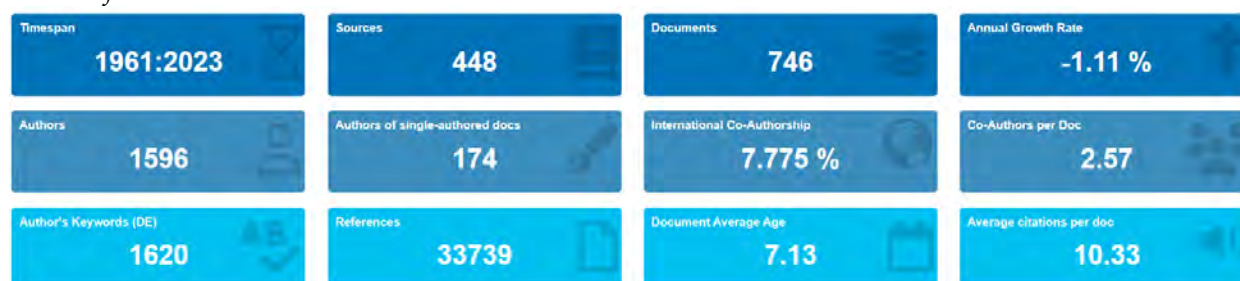 Timespan
1961:2023
Sources
448
Documents
746
Annual Growth Rate
-1.11 %
Authors
1596
Authors of single-authored docs
174
International Co-Authorship
7.775 %
Co-Authors per Doc
2.57
Author's Keywords (DE)
1620
References
33739
Document Average Age
7.13
Average citations per doc
10.33